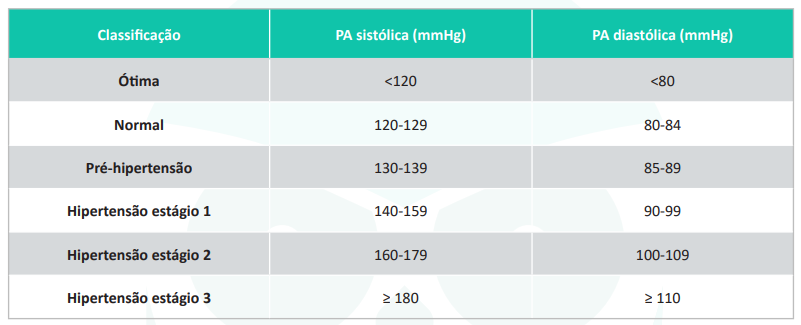 Classificação PA sistólica (mmHg) PA diastólica (mmHg)
Ótima <120 <80
Normal 120-129 80-84
Pré-hipertensão 130-139 85-89
Hipertensão estágio 1 140-159 90-99
Hipertensão estágio 2 160-179 100-109
Hipertensão estágio 3 ≥ 180 ≥ 110